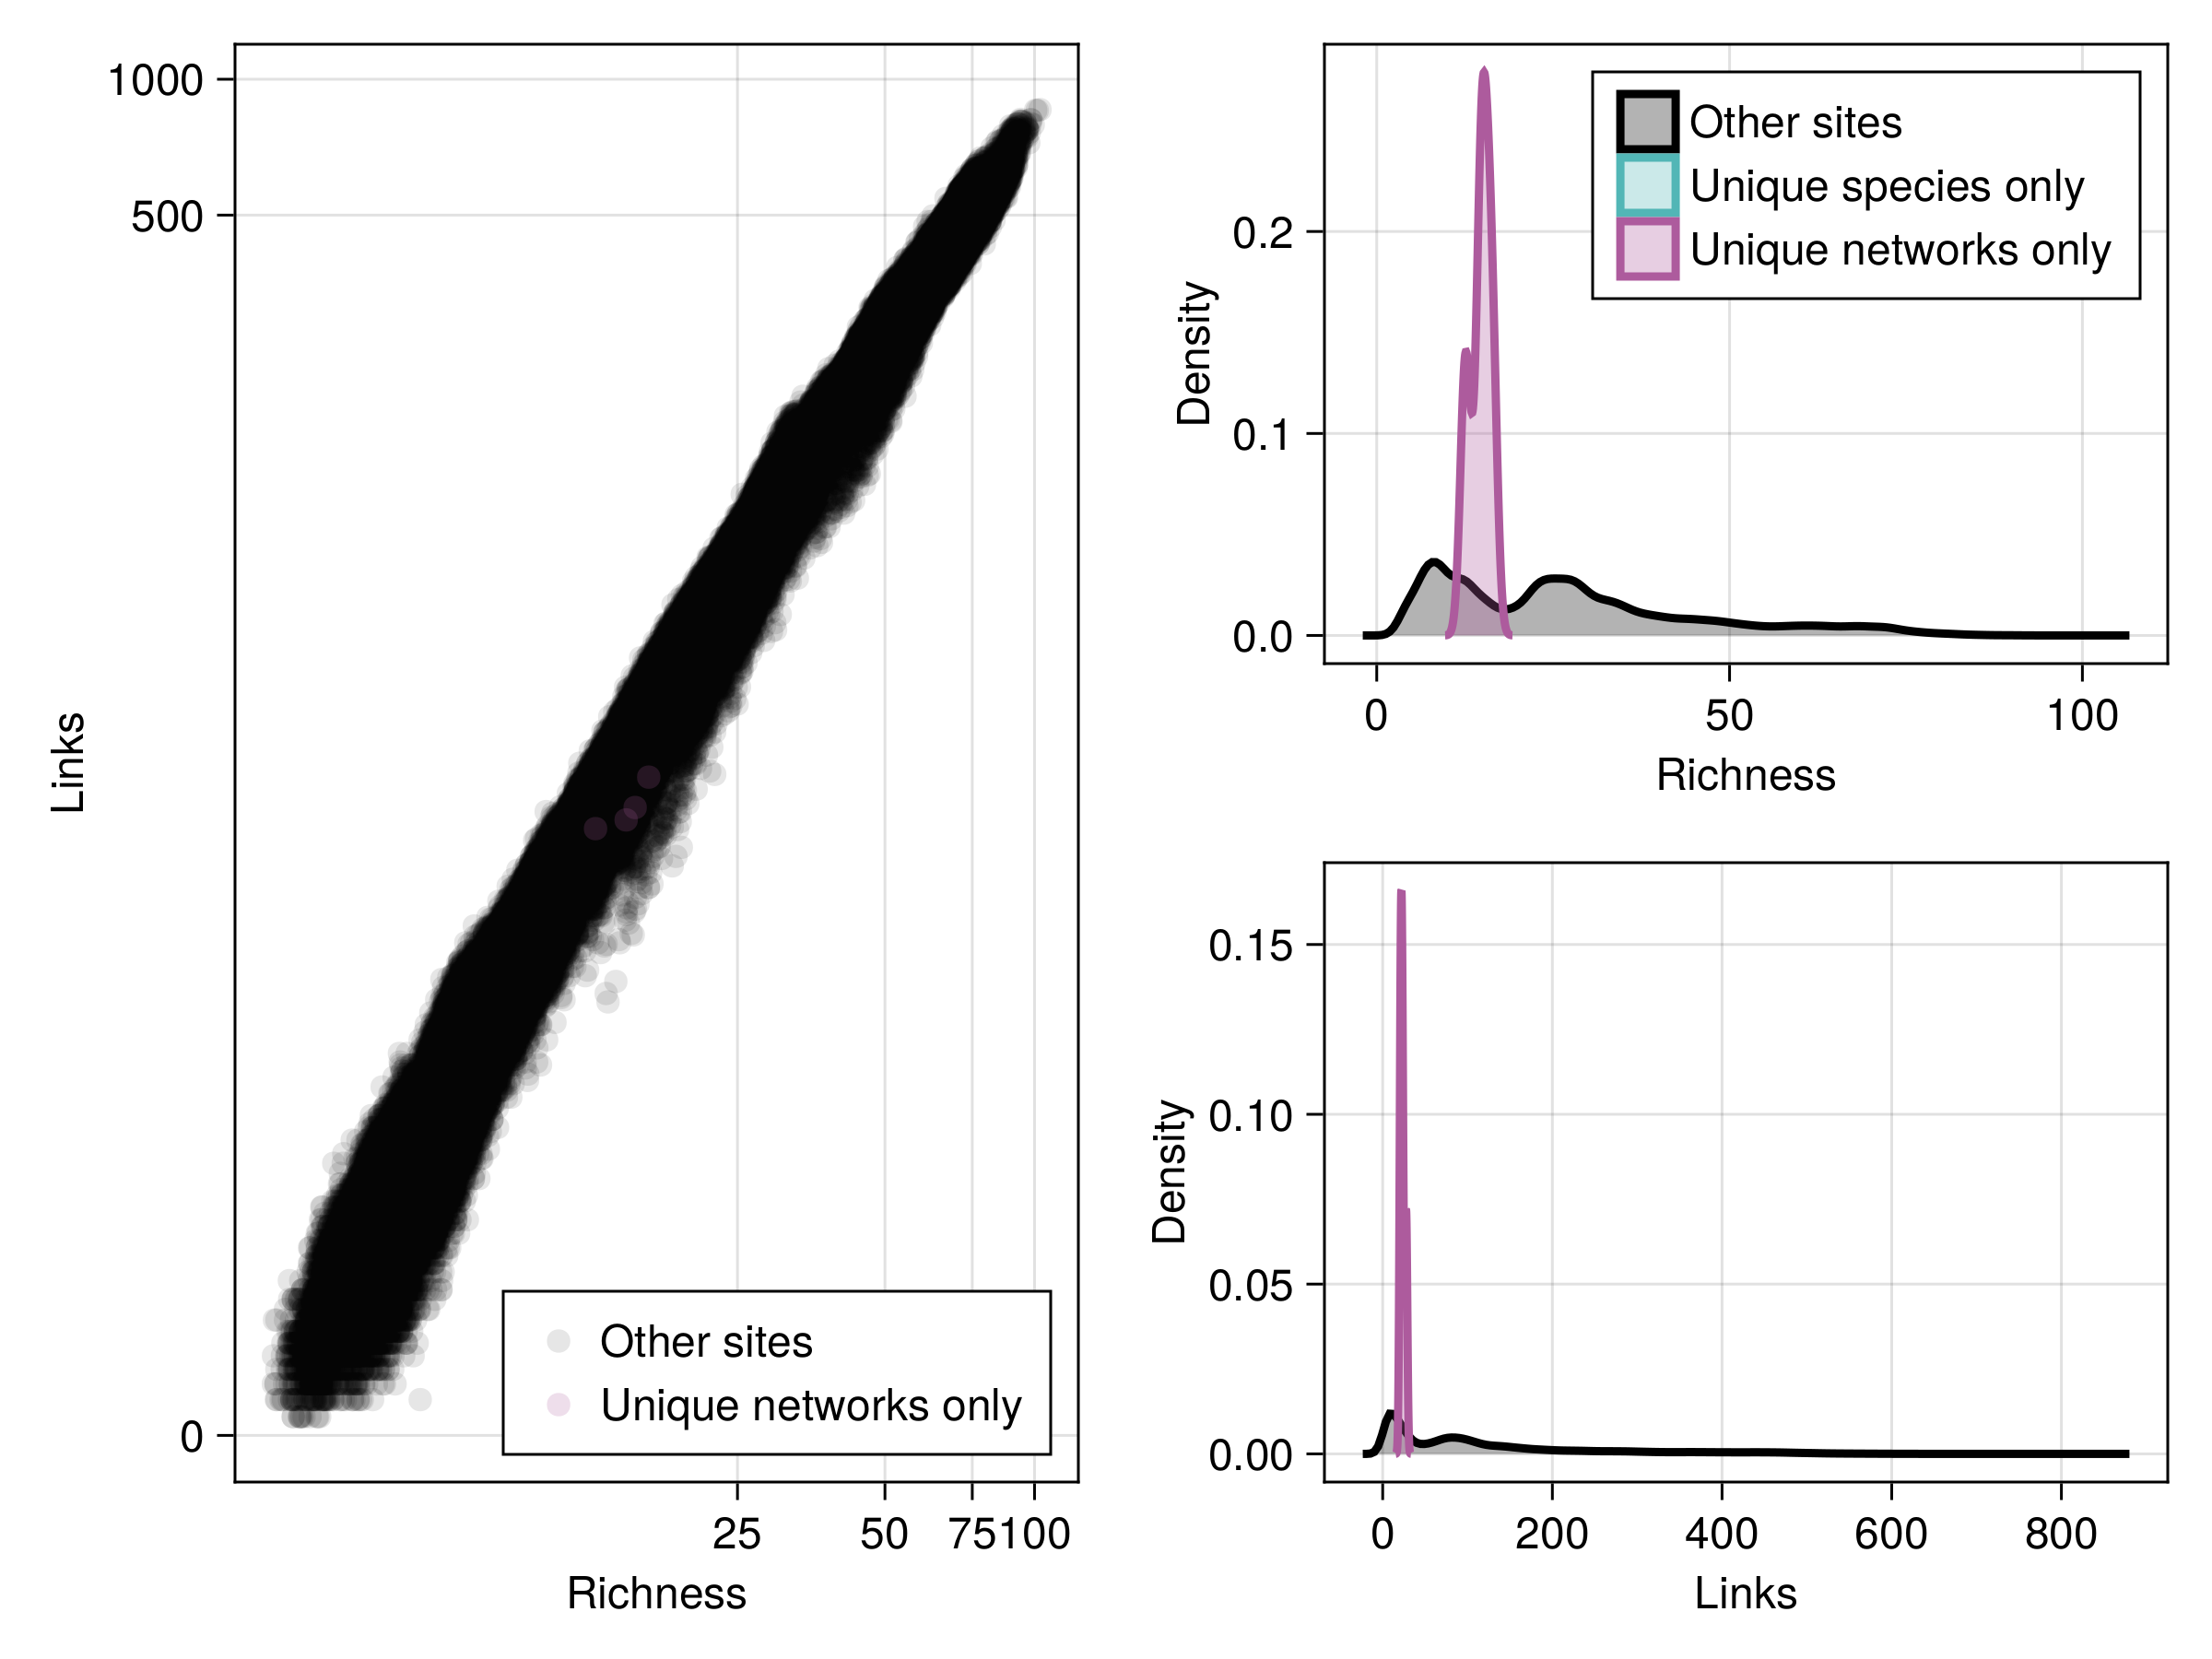 1000
500
0
Links
25 50 75 100
Richness
Other sites
Unique networks only
0.2
0.1
0.0
Density
0 50 100
Richness
Other sites
Unique species only
Unique networks only
0.15
0.10
0.05
0.00
Density
0 200 400 600 800
Links